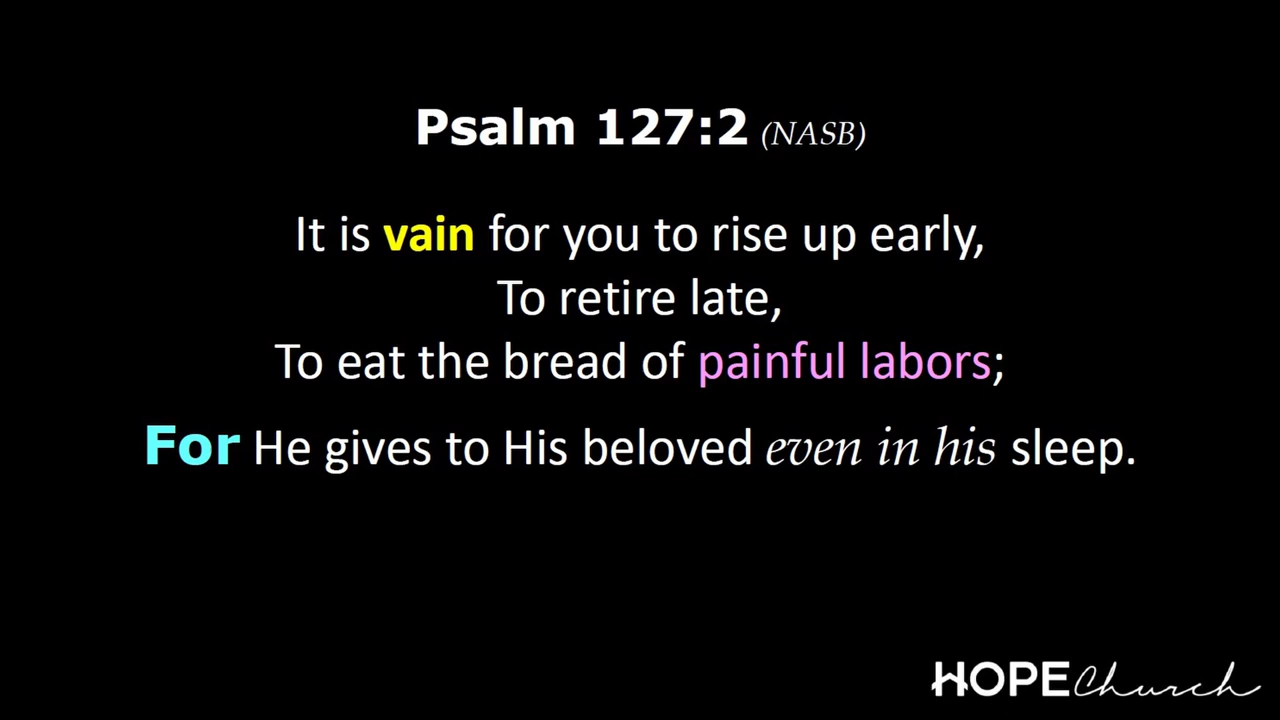 Psalm 127:2 (NASB)
It is vain for you to rise up early,
To retire late,
To eat the bread of painful labors;
For He gives to His beloved even in his sleep.
HOPE Church